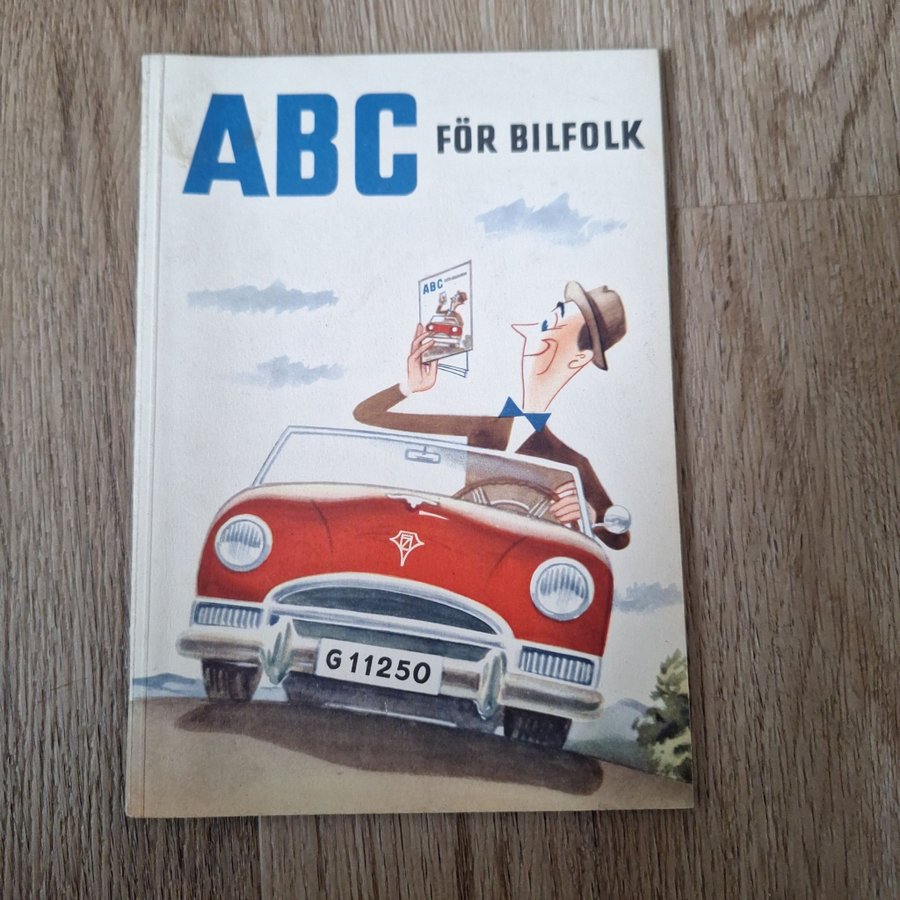 ABC
FÖR BILFOLK
ABC
G 11250